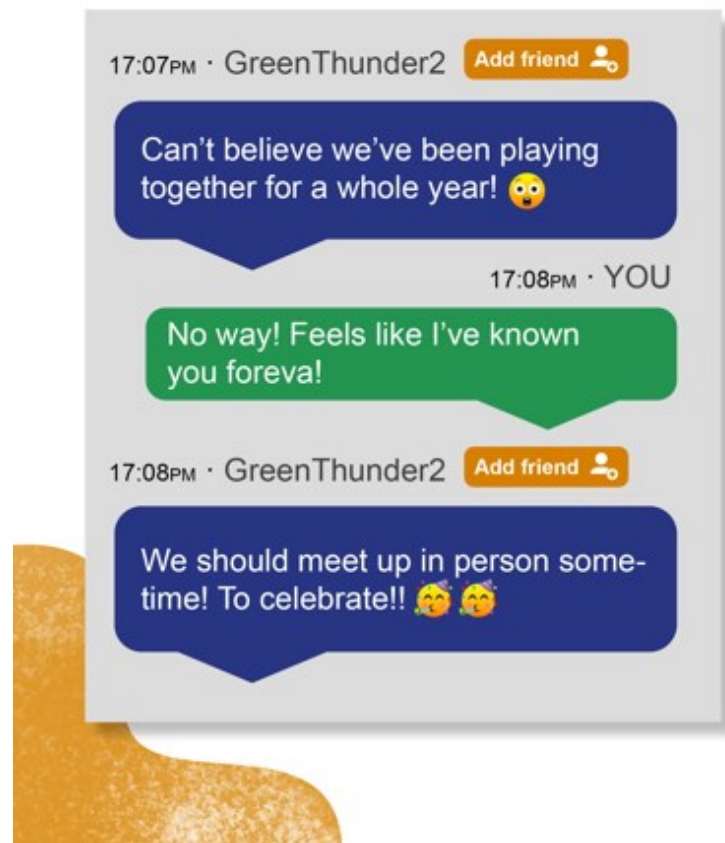 17:07PM · GreenThunder2 Add friend
Can't believe we've been playing
together for a whole year! 😲
17:08PM · YOU
No way! Feels like I've known
you foreva!
17:08PM · GreenThunder2 Add friend
We should meet up in person some-
time! To celebrate!! 🥳 🥳